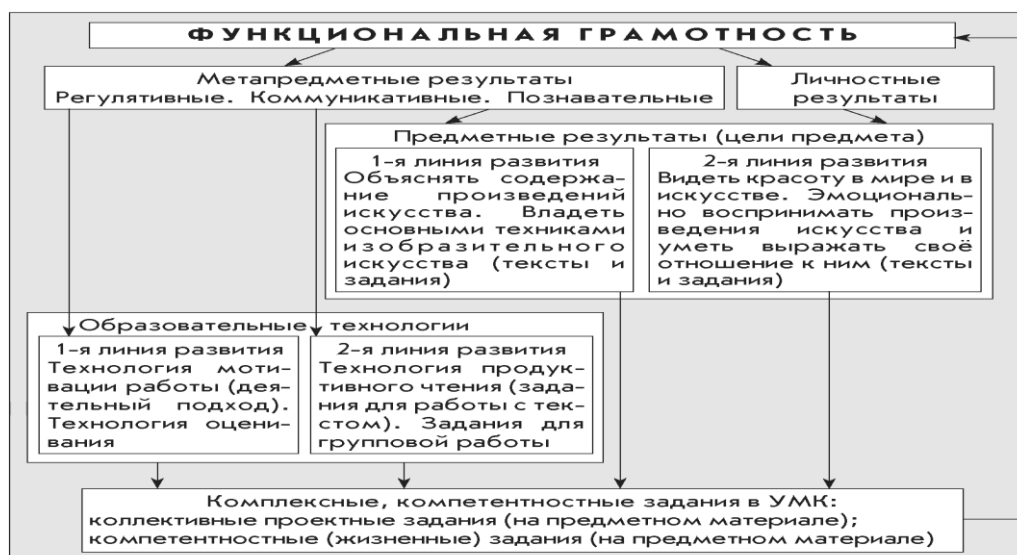 ФУНКЦИОНАЛЬНАЯ ГРАМОТНОСТЬ
Метапредметные результаты
Регулятивные. Коммуникативные. Познавательные
Личностные
результаты
Предметные результаты (цели предмета)
1-я линия развития
Объяснять содержа-
ние произведений
искусства. Владеть
основными техниками
изобразительного
искусства (тексты и
задания)
2-я линия развития
Видеть красоту в мире и в
искусстве. Эмоциональ-
но воспринимать произ-
ведения искусства и
уметь выражать своё
отношение к ним (тексты
и задания)
Образовательные технологии
1-я линия развития
Технология моти-
вации работы (дея-
тельный подход).
Технология оцени-
вания
2-я линия развития
Технология продук-
тивного чтения (зада-
ния для работы с тек-
стом). Задания для
групповой работы
Комплексные, компетентностные задания в УМК:
коллективные проектные задания (на предметном материале);
компетентностные (жизненные) задания (на предметном материале)